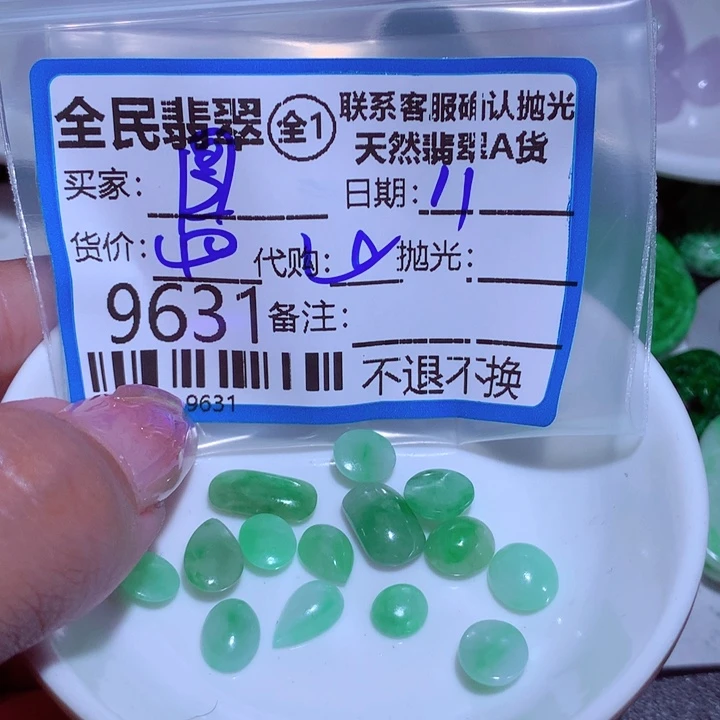 全民翡翠 全1 联系客服确认抛光
天然翡翠A货
买家: 日期: 11
货价: 代购: 抛光:
9631 备注:
不退不换
9631